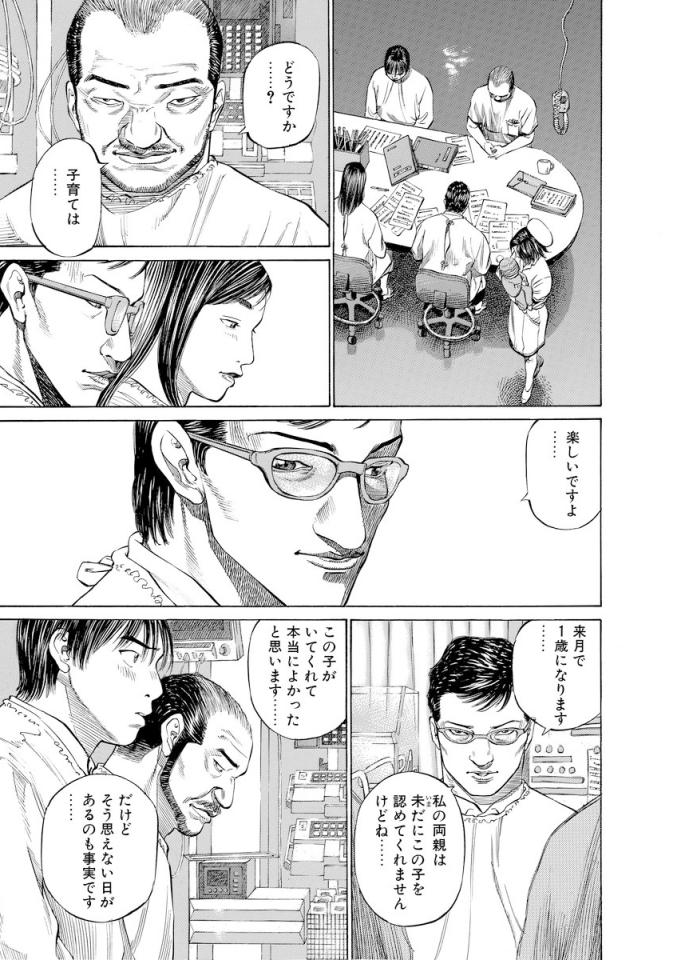 どうですか
……？
子育ては
……
楽しいですよ
……
来月で
1歳になります
……
私の両親は
未だにこの子を
認めてくれません
けどね……
この子が
いてくれて
本当によかった
と思います……
だけど
そう思えない日が
あるのも事実です
……